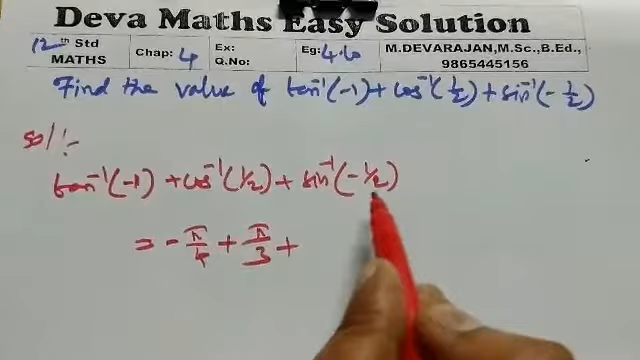 Deva Maths Easy Solution
12th Std MATHS
Chap: 4
Ex:
Q.No:
Eg: 4.10
M.DEVARAJAN,M.Sc.,B.Ed., 9865445156
Find the value of tan⁻¹(-1) + cos⁻¹(1/2) + sin⁻¹(-1/2)
Sol:-
tan⁻¹(-1) + cos⁻¹(1/2) + sin⁻¹(-1/2)
= -π/4 + π/3 +